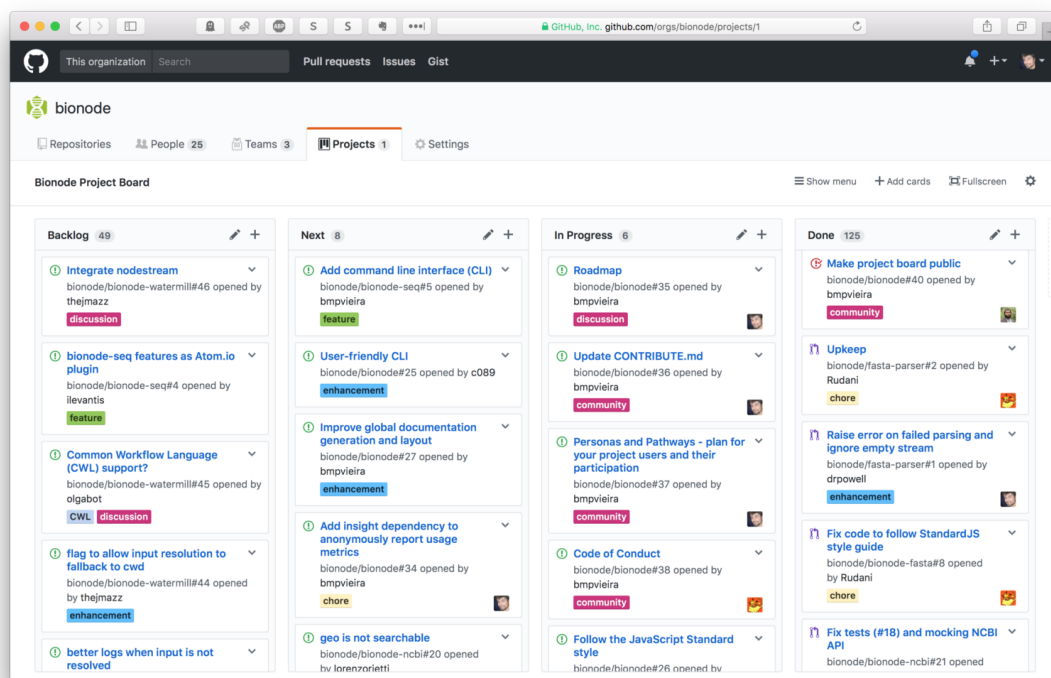 ABP
S
S
GitHub, Inc. github.com/orgs/bionode/projects/1
This organization
Search
Pull requests
Issues
Gist
bionode
Repositories
People 25
Teams 3
Projects 1
Settings
Bionode Project Board
Show menu
Add cards
Fullscreen
Backlog 49
Integrate nodestream
bionode/bionode-watermill#46 opened by
thejmazz
discussion
bionode-seq features as Atom.io
plugin
bionode/bionode-seq#4 opened by
ilevantis
feature
Common Workflow Language
(CWL) support?
bionode/bionode-watermill#45 opened by
olgabot
CWL discussion
flag to allow input resolution to
fallback to cwd
bionode/bionode-watermill#44 opened
by thejmazz
enhancement
better logs when input is not
resolved
Next 8
Add command line interface (CLI)
bionode/bionode-seq#5 opened by
bmpvieira
feature
User-friendly CLI
bionode/bionode#25 opened by c089
enhancement
Improve global documentation
generation and layout
bionode/bionode#27 opened by
bmpvieira
enhancement
Add insight dependency to
anonymously report usage
metrics
bionode/bionode#34 opened by
bmpvieira
chore
geo is not searchable
bionode/bionode-ncbi#20 opened
by lorenzorietti
In Progress 6
Roadmap
bionode/bionode#35 opened by
bmpvieira
discussion
Update CONTRIBUTE.md
bionode/bionode#36 opened by
bmpvieira
community
Personas and Pathways - plan for
your project users and their
participation
bionode/bionode#37 opened by
bmpvieira
community
Code of Conduct
bionode/bionode#38 opened by
bmpvieira
community
Follow the JavaScript Standard
style
bionode/bionode#26 opened by
Done 125
Make project board public
bionode/bionode#40 opened by
bmpvieira
community
Upkeep
bionode/fasta-parser#2 opened by
Rudani
chore
Raise error on failed parsing and
ignore empty stream
bionode/fasta-parser#1 opened by
drpowell
enhancement
Fix code to follow StandardJS
style guide
bionode/bionode-fasta#8 opened
by Rudani
chore
Fix tests (#18) and mocking NCBI
API
bionode/bionode-ncbi#21 opened